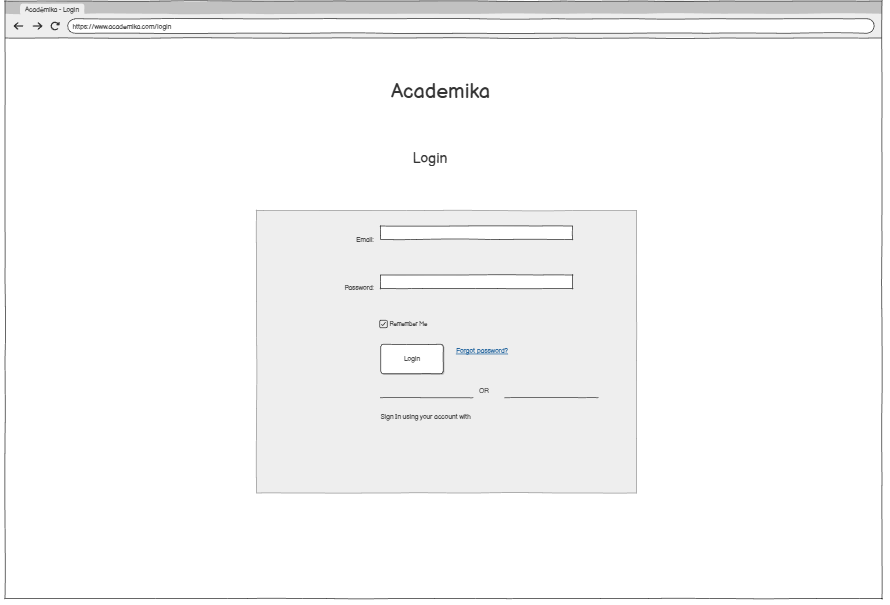 Academika - Login
https://www.academika.com/login
Academika
Login
Email:
Password:
Remember Me
Login
Forgot password?
OR
Sign In using your account with